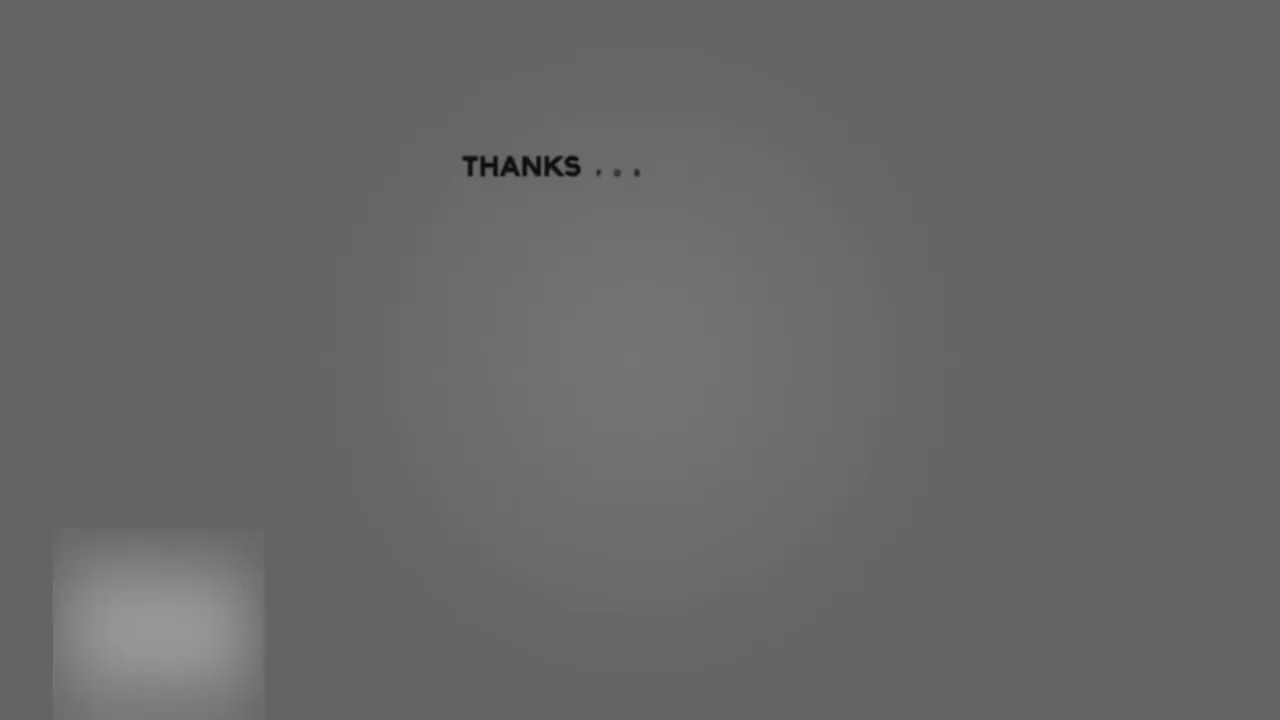 THANKS . . .